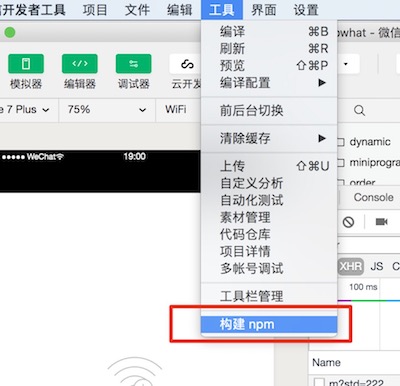 信开发者工具 项目 文件 编辑 工具 界面 设置
owhat - 微信
模拟器 编辑器 调试器 云开发
e 7 Plus 75% WiFi
WeChat 19:00
编译 ⌘B
刷新 ⌘R
预览 ⇧⌘P
编译配置
前后台切换
清除缓存
上传 ⇧⌘U
自定义分析
自动化测试
素材管理
代码仓库
项目详情
多帐号调试
工具栏管理
构建 npm
dynamic
miniprogra
order
Console
XHR JS C
100 ms
Name
m?std=222